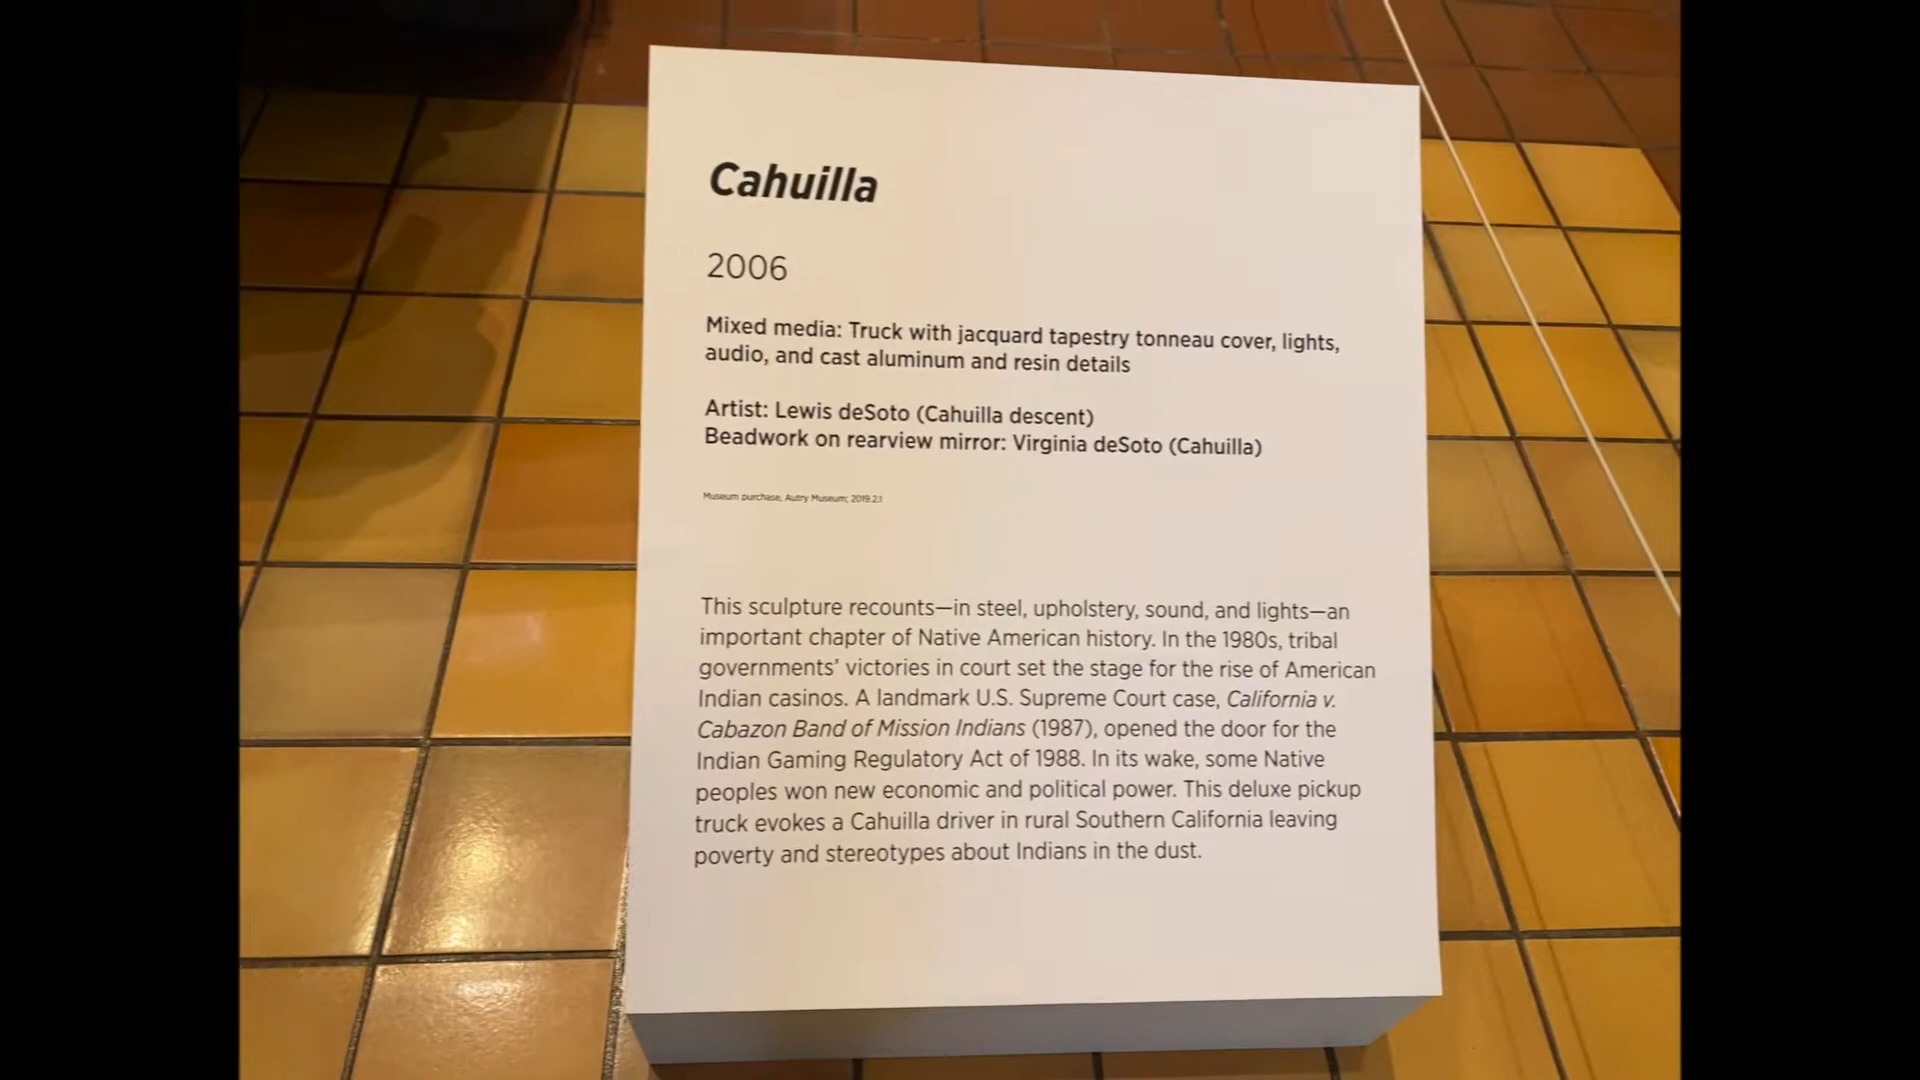 Cahuilla
2006
Mixed media: Truck with jacquard tapestry tonneau cover, lights,
audio, and cast aluminum and resin details
Artist: Lewis deSoto (Cahuilla descent)
Beadwork on rearview mirror: Virginia deSoto (Cahuilla)
Museum purchase, Autry Museum; 2019.2.1
This sculpture recounts—in steel, upholstery, sound, and lights—an
important chapter of Native American history. In the 1980s, tribal
governments’ victories in court set the stage for the rise of American
Indian casinos. A landmark U.S. Supreme Court case, California v.
Cabazon Band of Mission Indians (1987), opened the door for the
Indian Gaming Regulatory Act of 1988. In its wake, some Native
peoples won new economic and political power. This deluxe pickup
truck evokes a Cahuilla driver in rural Southern California leaving
poverty and stereotypes about Indians in the dust.